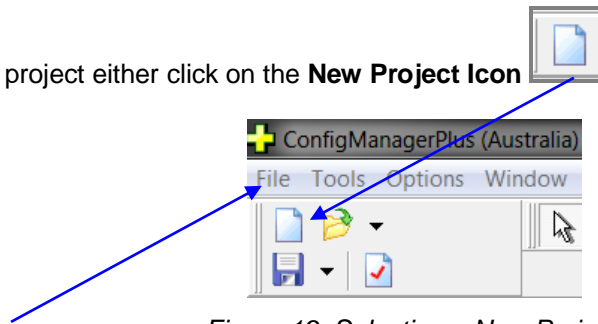 project either click on the New Project Icon
ConfigManagerPlus (Australia)
File Tools Options Window